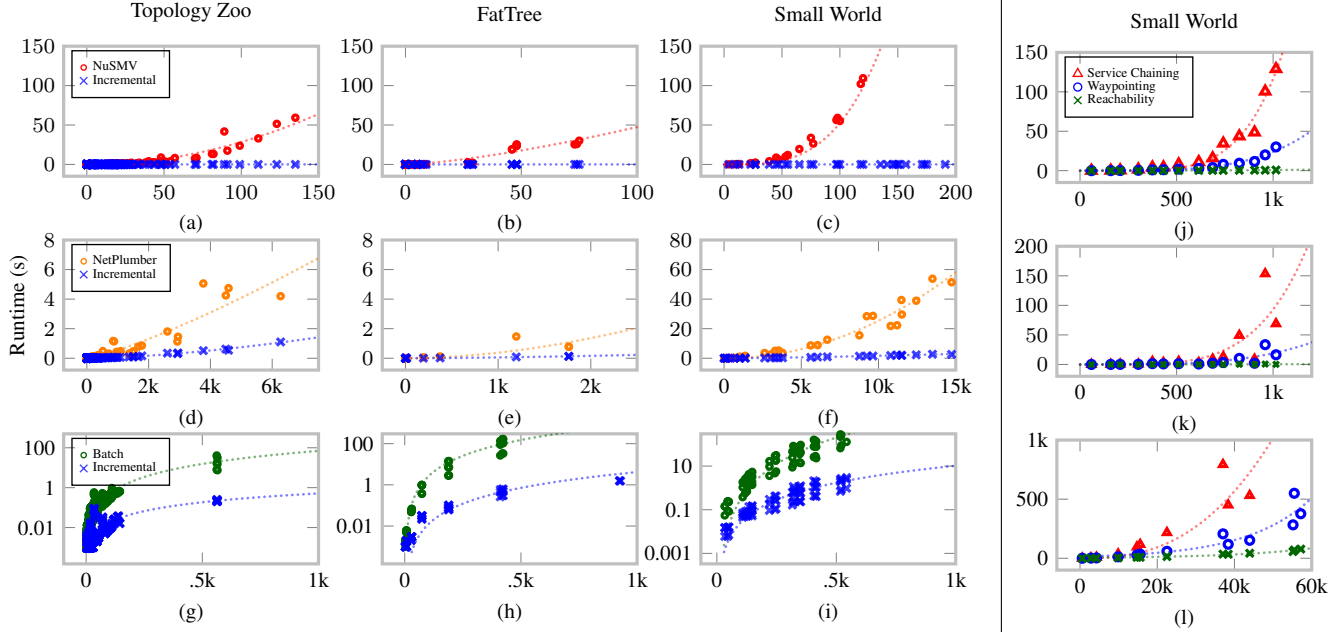 Topology Zoo
FatTree
Small World
Small World
150
100
50
0
NuSMV
Incremental
0 50 100 150
(a)
150
100
50
0
0 50 100
(b)
150
100
50
0
0 50 100 150 200
(c)
150
100
50
0
Service Chaining
Waypointing
Reachability
500 1k
(j)
Runtime (s)
8
6
4
2
0
NetPlumber
Incremental
0 2k 4k 6k
(d)
8
6
4
2
0
0 1k 2k
(e)
80
60
40
20
0
0 5k 10k 15k
(f)
200
150
100
50
0
500 1k
(k)
100
1
0.01
Batch
Incremental
0 .5k 1k
(g)
100
1
0.01
0 .5k 1k
(h)
10
0.1
0.001
0 .5k 1k
(i)
1k
500
0
0 20k 40k 60k
(l)